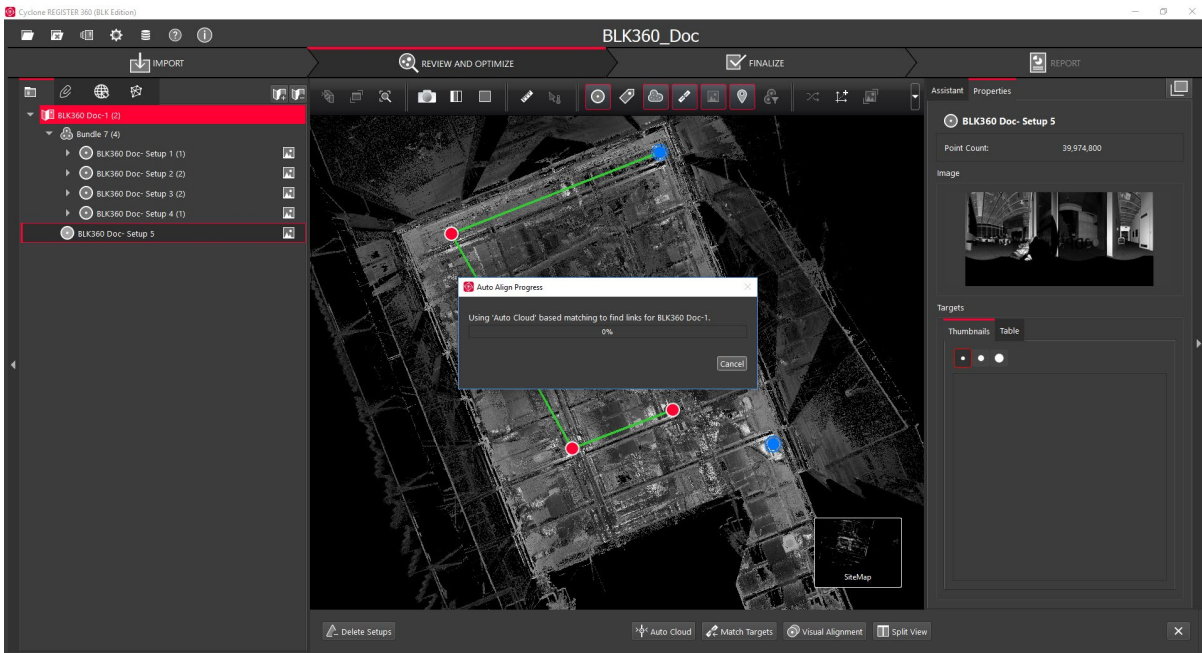 Cyclone REGISTER 360 (BLK Edition)
BLK360_Doc
IMPORT
REVIEW AND OPTIMIZE
FINALIZE
REPORT
BLK360 Doc-1 (2)
Bundle 7 (4)
BLK360 Doc- Setup 1 (1)
BLK360 Doc- Setup 2 (2)
BLK360 Doc- Setup 3 (2)
BLK360 Doc- Setup 4 (1)
BLK360 Doc- Setup 5
Auto Align Progress
Using 'Auto Cloud' based matching to find links for BLK360 Doc-1.
0%
Cancel
SiteMap
Delete Setups
Auto Cloud
Match Targets
Visual Alignment
Split View
Assistant Properties
BLK360 Doc- Setup 5
Point Count: 39,974,800
Image
Targets
Thumbnails Table